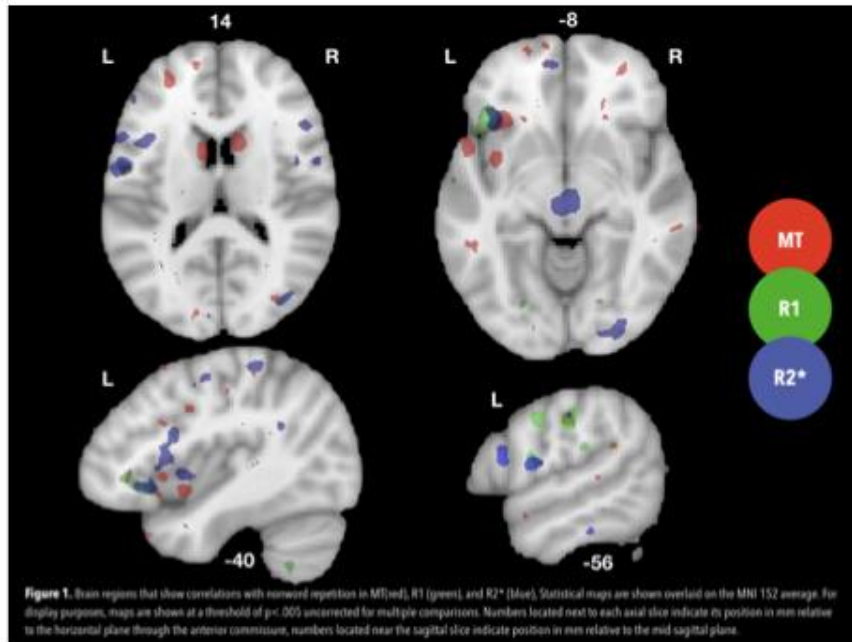 14
-8
L
R
L
R
MT
R1
R2*
L
L
-40
-56
Figure 1. Brain regions that show correlations with nonword repetition in MT(red), R1 (green), and R2* (blue). Statistical maps are shown overlaid on the MNI 152 average. For
display purposes, maps are shown at a threshold of p<.005 uncorrected for multiple comparisons. Numbers located next to each axial slice indicate its position in mm relative
to the horizontal plane through the anterior commissure, numbers located near the sagittal slice indicate position in mm relative to the mid sagittal plane.